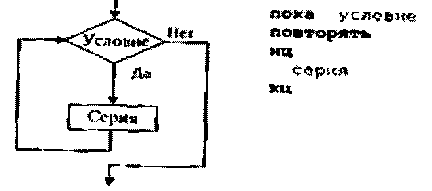 Условие
Нет
Да
Серия
пока условие
повторять
нц
серия
кц